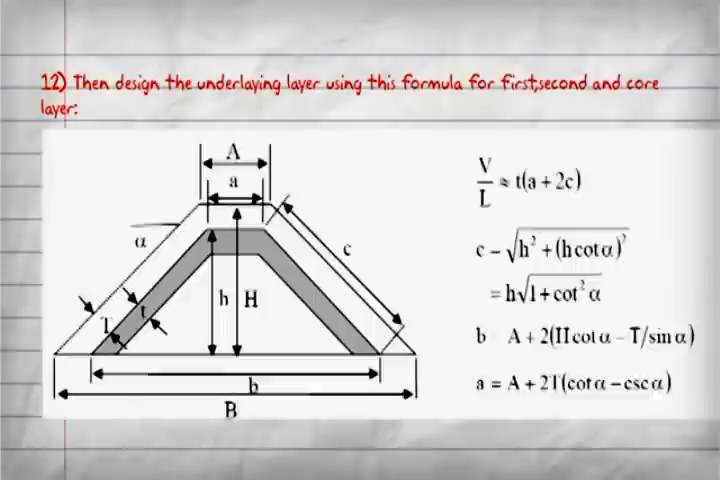 12) Then design the underlaying layer using this formula for first,second and core
layer:
A
a
α
c
h H
t
T
b
B
V/L ≈ t(a + 2c)
c = √h² + (h cot α)²
= h√1 + cot² α
b A + 2(H cot α - T/sin α)
a = A + 2T(cot α - csc α)